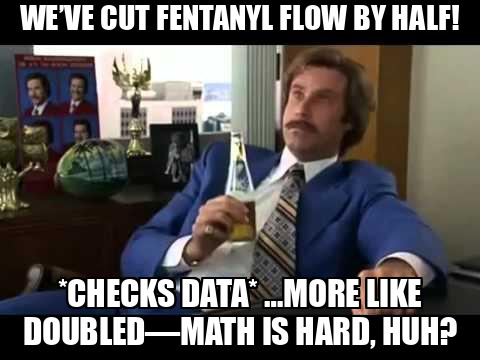 WE'VE CUT FENTANYL FLOW BY HALF!
*CHECKS DATA* ...MORE LIKE
DOUBLED—MATH IS HARD, HUH?